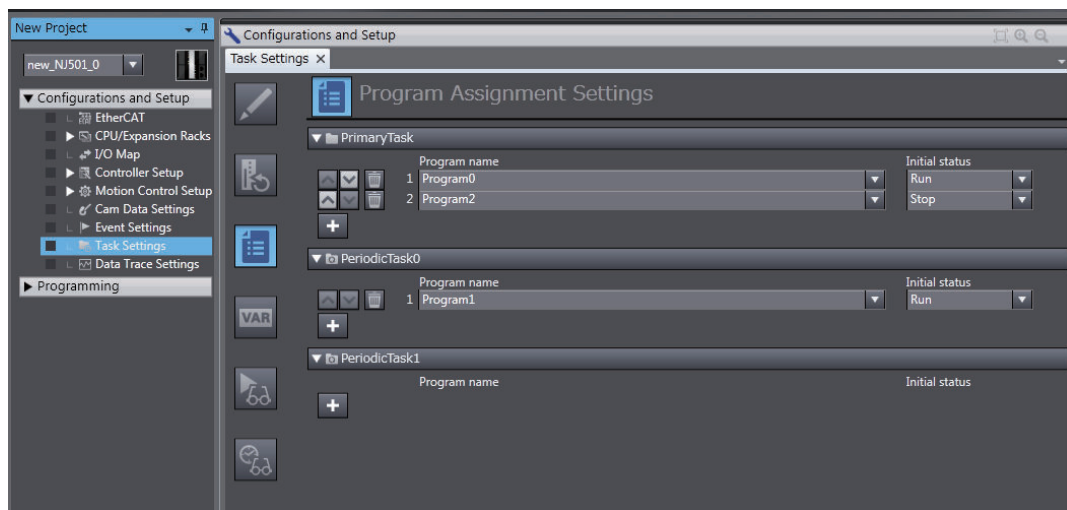 New Project
Configurations and Setup
new_NJ501_0
Task Settings
Configurations and Setup
EtherCAT
CPU/Expansion Racks
I/O Map
Controller Setup
Motion Control Setup
Cam Data Settings
Event Settings
Task Settings
Data Trace Settings
Programming
VAR
Program Assignment Settings
PrimaryTask
Program name Initial status
1 Program0 Run
2 Program2 Stop
PeriodicTask0
Program name Initial status
1 Program1 Run
PeriodicTask1
Program name Initial status